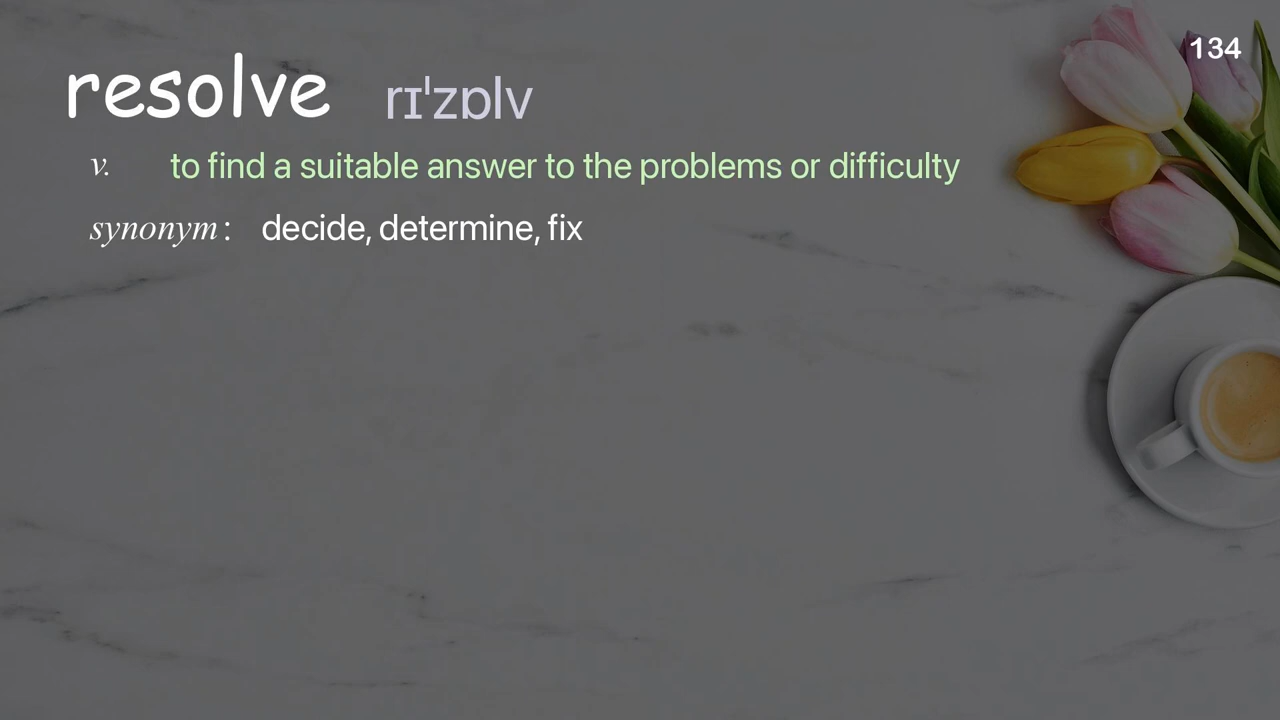 134
resolve rɪˈzɒlv
v. to find a suitable answer to the problems or difficulty
synonym : decide, determine, fix